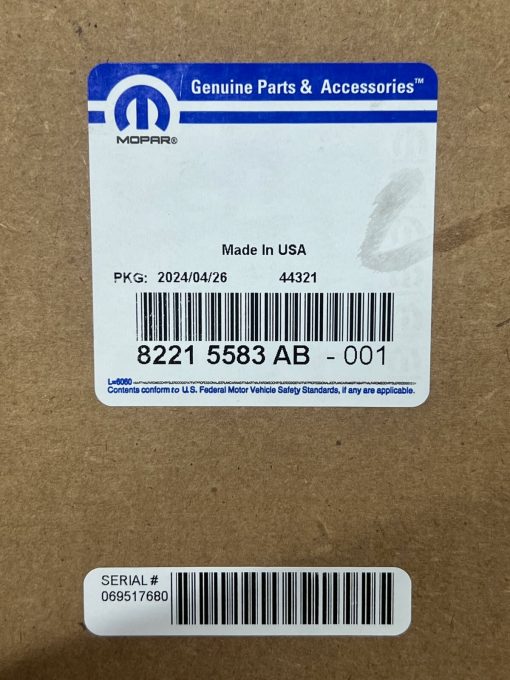 Genuine Parts & Accessories™
MOPAR®
Made In USA
PKG: 2024/04/26 44321
8221 5583 AB - 001
L=6060
Contents conform to U.S. Federal Motor Vehicle Safety Standards, if any are applicable.
SERIAL #
069517680